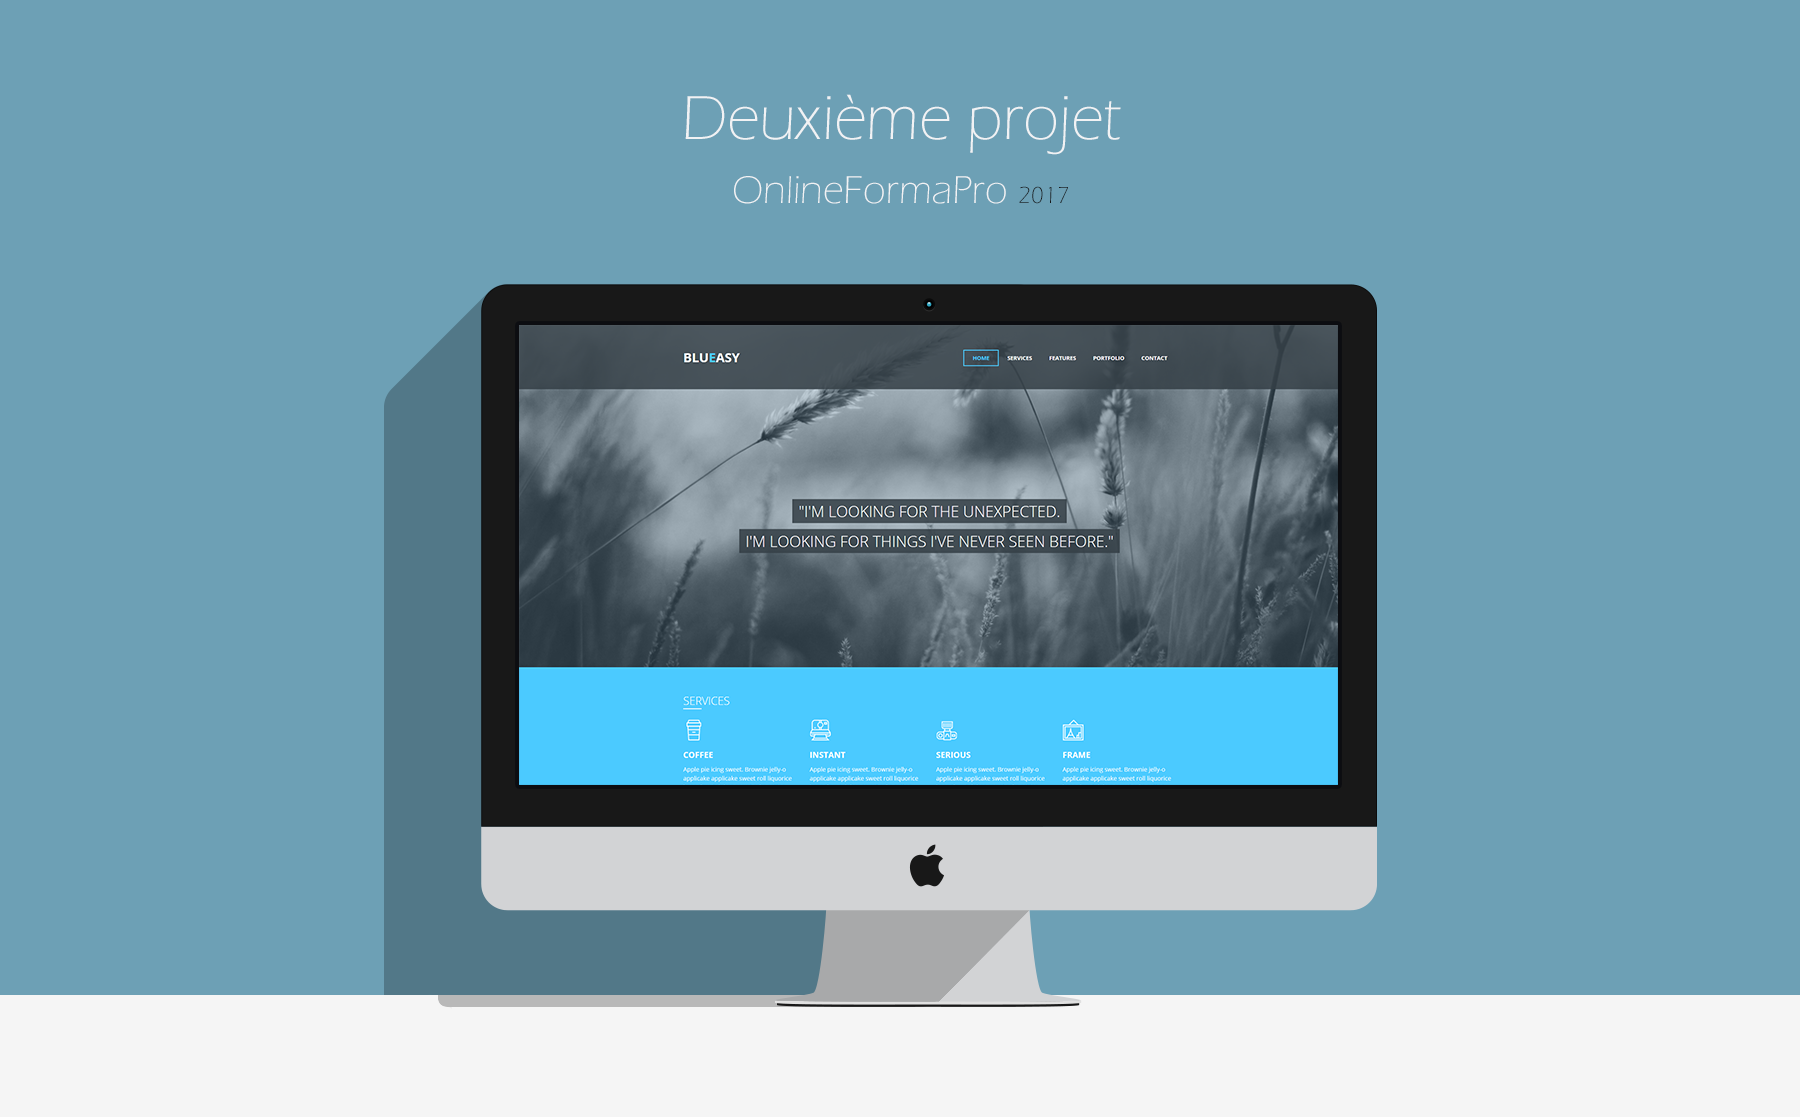 Deuxième projet
OnlineFormaPro 2017
BLUEASY
HOME SERVICES FEATURES PORTFOLIO CONTACT
"I'M LOOKING FOR THE UNEXPECTED.
I'M LOOKING FOR THINGS I'VE NEVER SEEN BEFORE."
SERVICES
COFFEE INSTANT SERIOUS FRAME
Apple pie icing sweet. Brownie jelly-o Apple pie icing sweet. Brownie jelly-o Apple pie icing sweet. Brownie jelly-o Apple pie icing sweet. Brownie jelly-o
applicake applicake sweet roll liquorice applicake applicake sweet roll liquorice applicake applicake sweet roll liquorice applicake applicake sweet roll liquorice